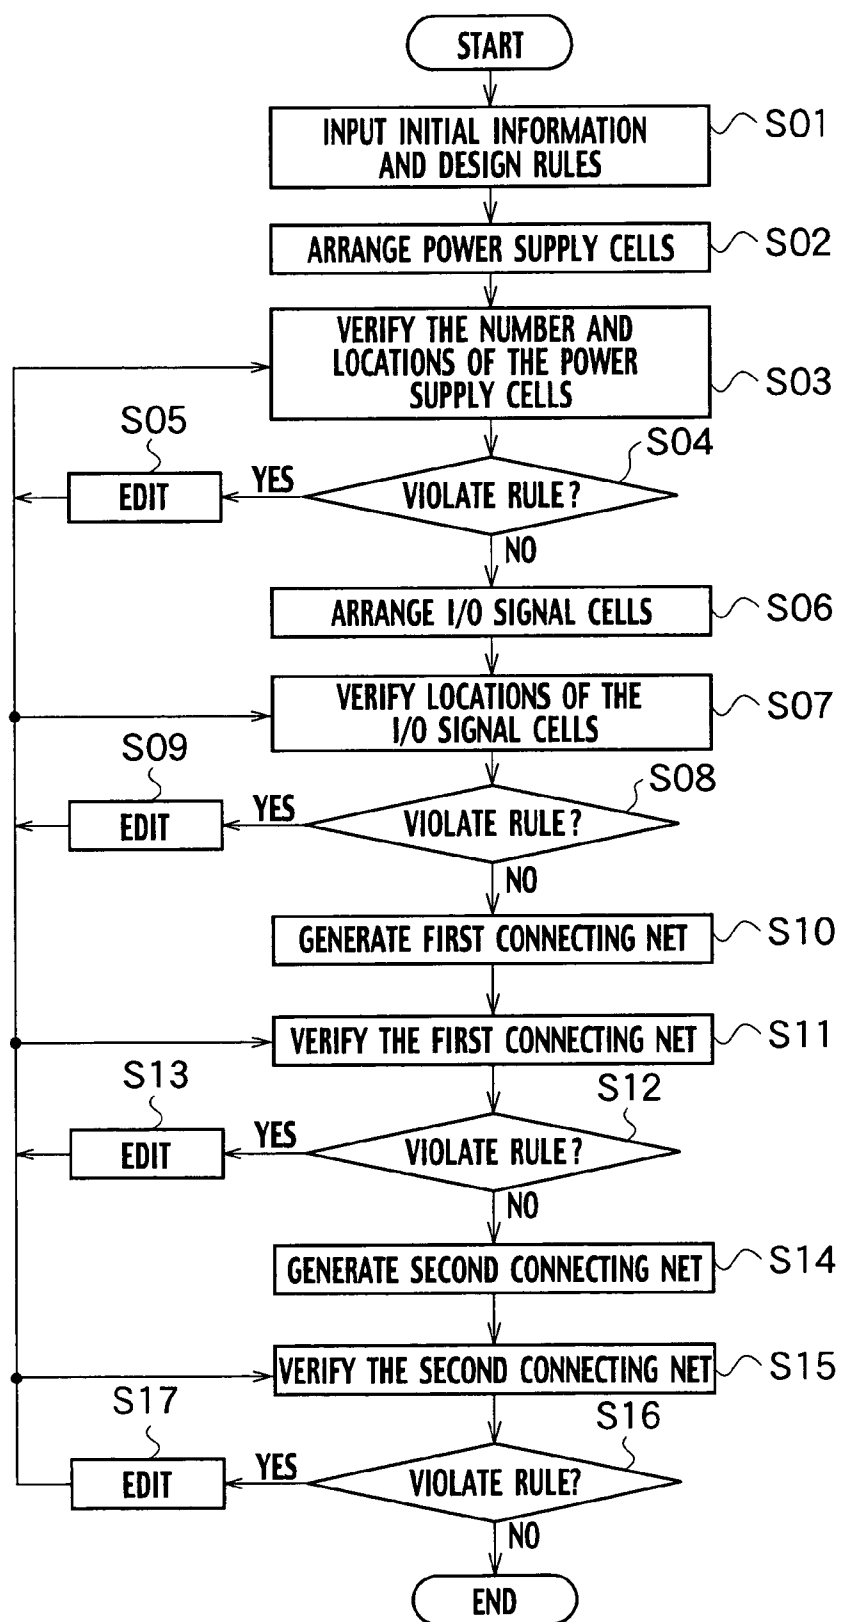 START
INPUT INITIAL INFORMATION
AND DESIGN RULES
S01
ARRANGE POWER SUPPLY CELLS
S02
VERIFY THE NUMBER AND
LOCATIONS OF THE POWER
SUPPLY CELLS
S03
S05
S04
EDIT
YES
VIOLATE RULE?
NO
ARRANGE I/O SIGNAL CELLS
S06
VERIFY LOCATIONS OF THE
I/O SIGNAL CELLS
S07
S09
S08
EDIT
YES
VIOLATE RULE?
NO
GENERATE FIRST CONNECTING NET
S10
VERIFY THE FIRST CONNECTING NET
S11
S13
S12
EDIT
YES
VIOLATE RULE?
NO
GENERATE SECOND CONNECTING NET
S14
VERIFY THE SECOND CONNECTING NET
S15
S17
S16
EDIT
YES
VIOLATE RULE?
NO
END